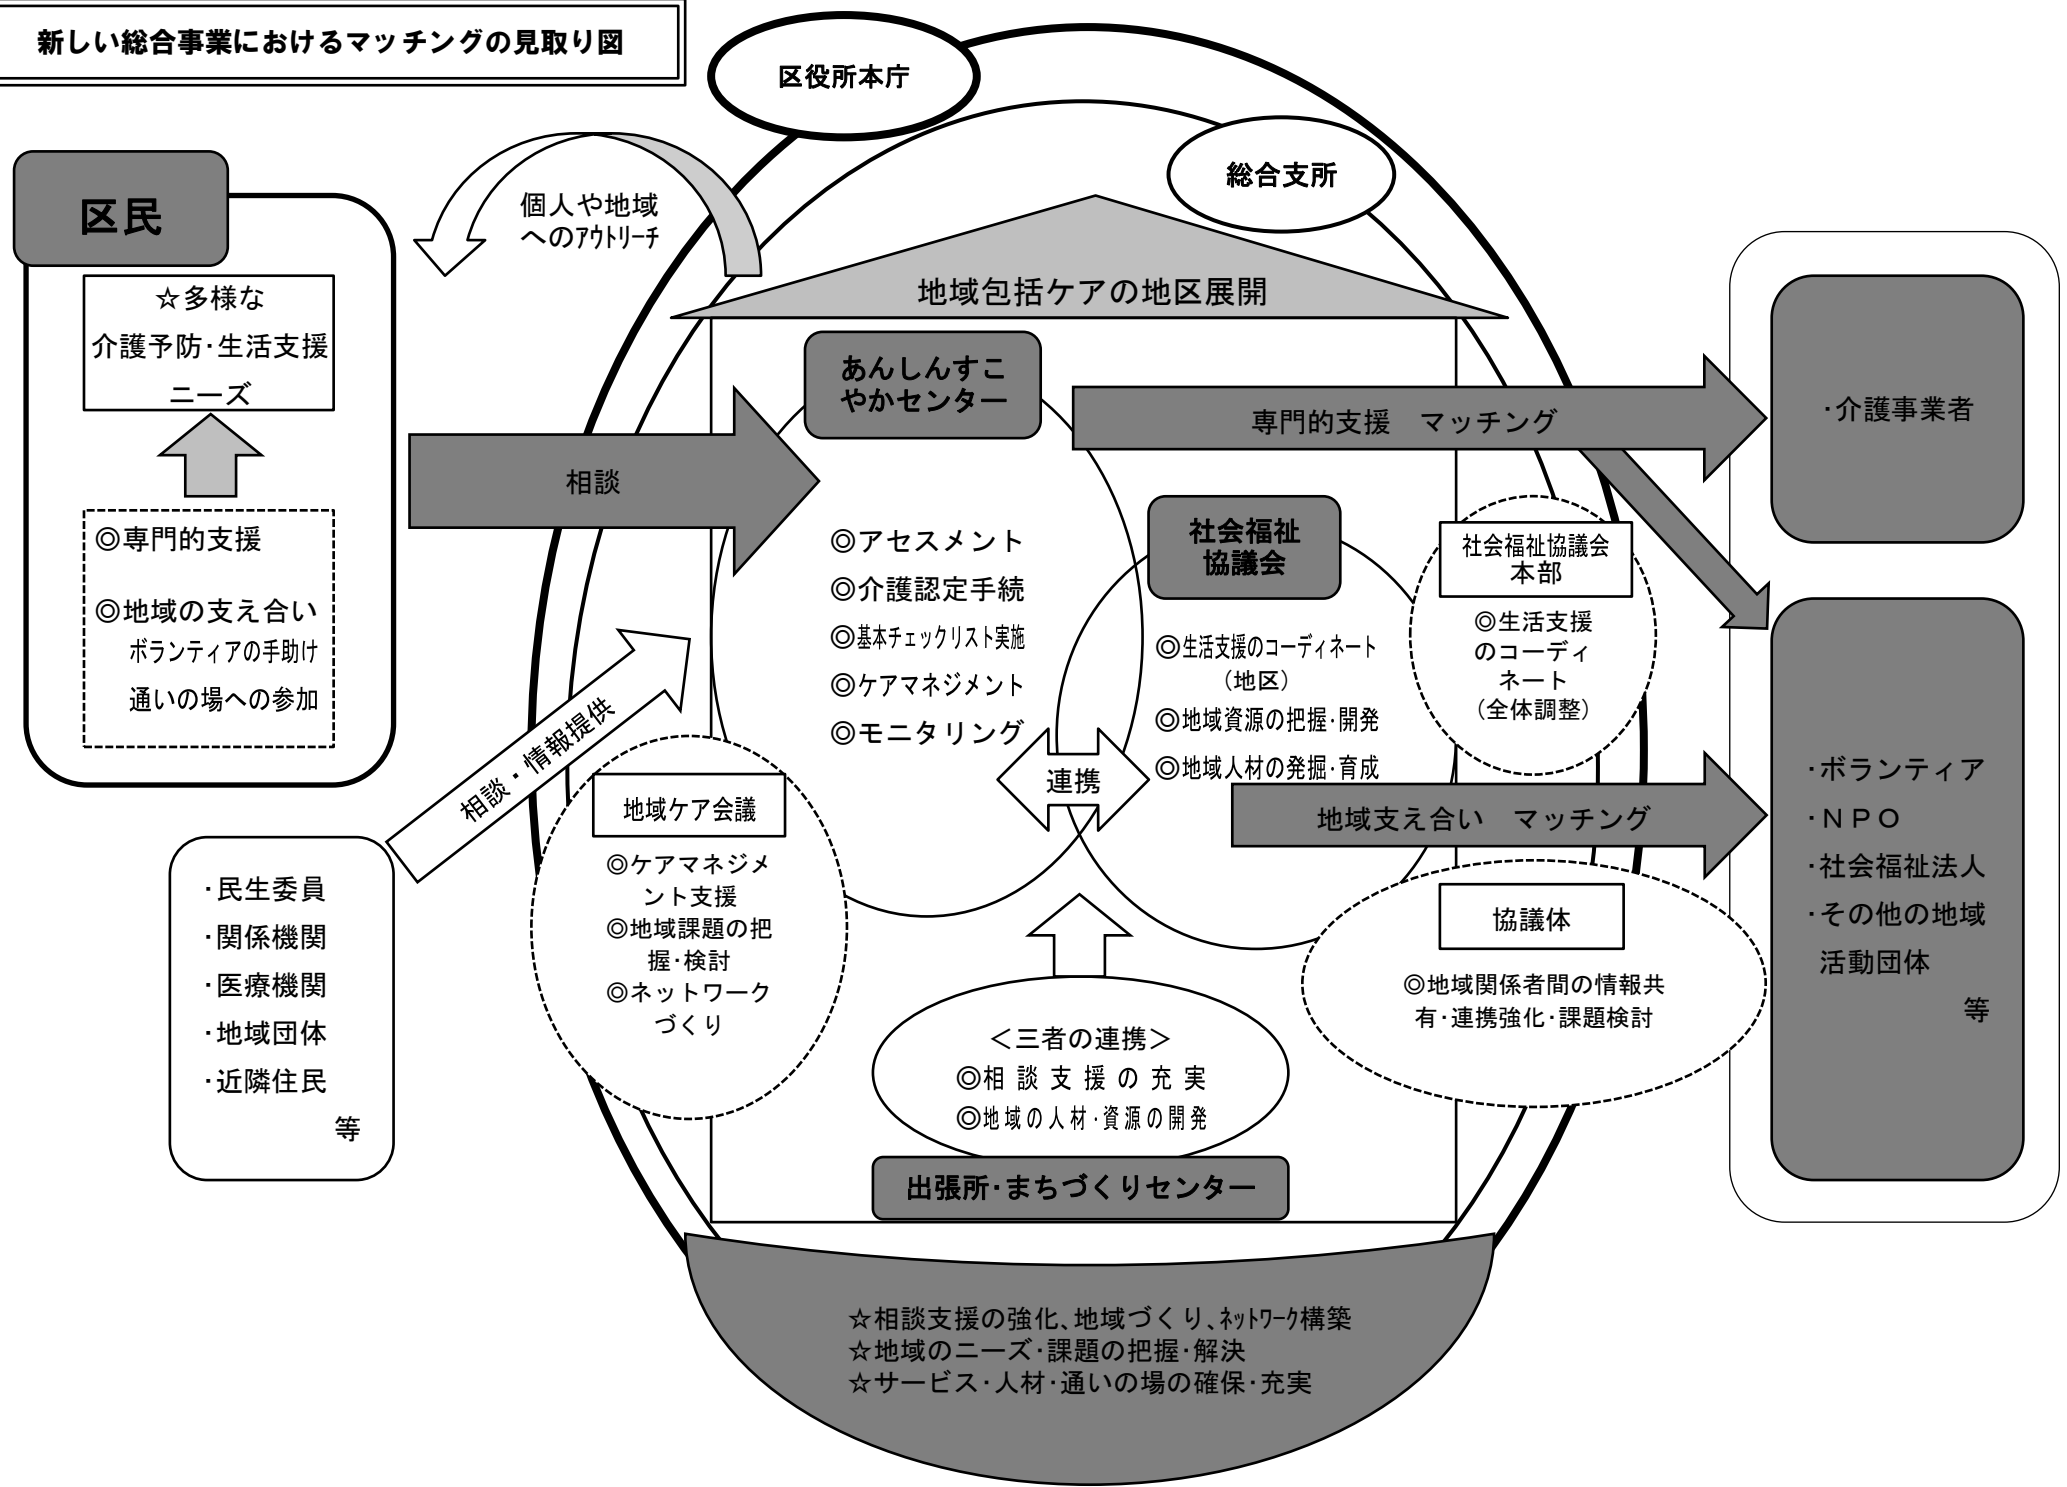 新しい総合事業におけるマッチングの見取り図
区役所本庁
総合支所
区民
☆多様な
介護予防･生活支援
ニーズ
◎専門的支援
◎地域の支え合い
ボランティアの手助け
通いの場への参加
個人や地域
へのｱｳﾄﾘｰﾁ
地域包括ケアの地区展開
相談
相談・情報提供
･民生委員
･関係機関
･医療機関
･地域団体
･近隣住民
等
あんしんすこ
やかセンター
◎アセスメント
◎介護認定手続
◎基本チェックリスト実施
◎ケアマネジメント
◎モニタリング
専門的支援　マッチング
社会福祉
協議会
◎生活支援のコーディネート
（地区）
◎地域資源の把握･開発
◎地域人材の発掘･育成
連携
社会福祉協議会
本部
◎生活支援
のコーディ
ネート
（全体調整）
地域支え合い　マッチング
地域ケア会議
◎ケアマネジメ
ント支援
◎地域課題の把
握･検討
◎ネットワーク
づくり
協議体
◎地域関係者間の情報共
有･連携強化･課題検討
＜三者の連携＞
◎相談支援の充実
◎地域の人材･資源の開発
出張所･まちづくりセンター
･介護事業者
･ボランティア
･ＮＰＯ
･社会福祉法人
･その他の地域
活動団体
等
☆相談支援の強化､地域づくり､ﾈｯﾄﾜｰｸ構築
☆地域のニーズ･課題の把握･解決
☆サービス･人材･通いの場の確保･充実